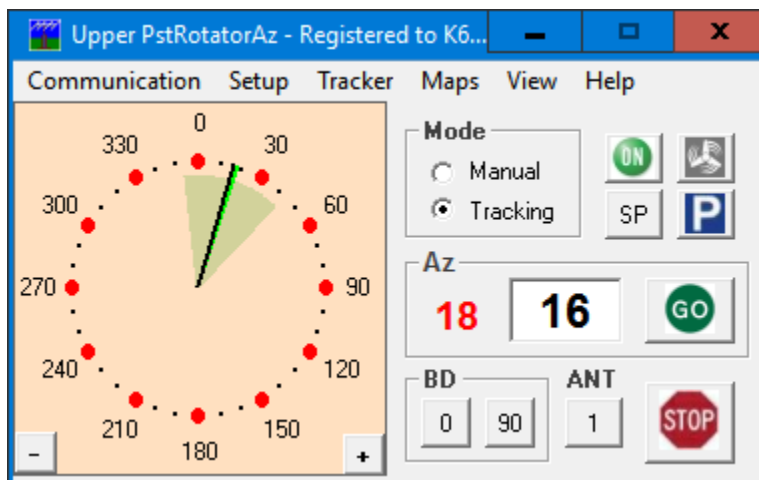 Upper PstRotatorAz - Registered to K6...
Communication Setup Tracker Maps View Help
0
30
60
90
120
150
180
210
240
270
300
330
-
+
Mode
Manual
Tracking
ON
SP
P
Az
18
16
GO
BD
0
90
ANT
1
STOP